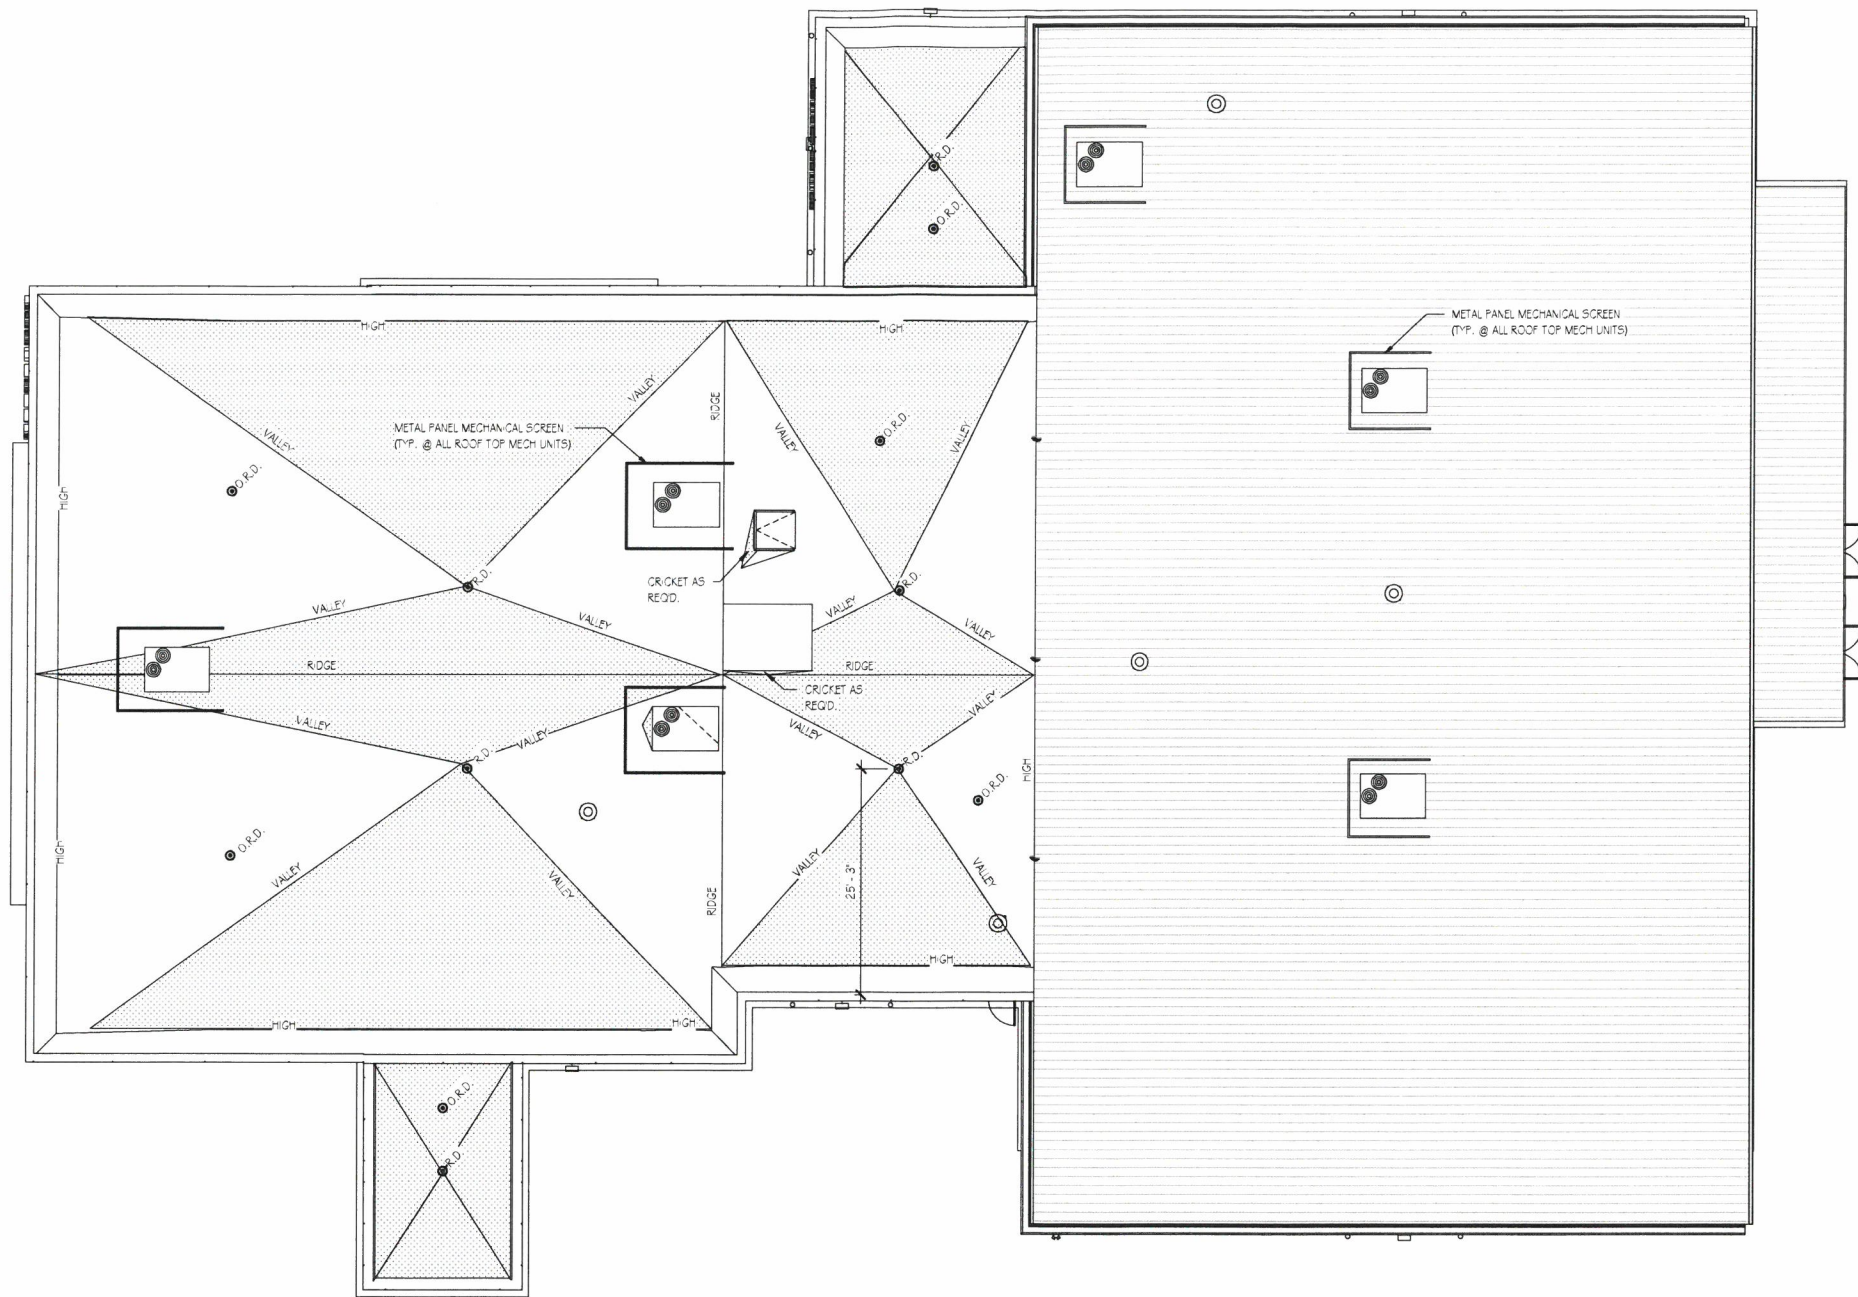 R.D.
O.R.D.
HIGH
HIGH
METAL PANEL MECHANICAL SCREEN
(TYP. @ ALL ROOF TOP MECH UNITS)
VALLEY
RIDGE
METAL PANEL MECHANICAL SCREEN
(TYP. @ ALL ROOF TOP MECH UNITS)
VALLEY
VALLEY
VALLEY
O.R.D.
O.R.D.
HIGH
CRICKET AS
REQ'D.
R.D.
R.D.
VALLEY
VALLEY
VALLEY
VALLEY
RIDGE
RIDGE
CRICKET AS
REQ'D.
VALLEY
VALLEY
VALLEY
VALLEY
R.D.
R.D.
HIGH
O.R.D.
O.R.D.
HIGH
VALLEY
VALLEY
VALLEY
VALLEY
25' - 3"
RIDGE
HIGH
HIGH
HIGH
O.R.D.
R.D.